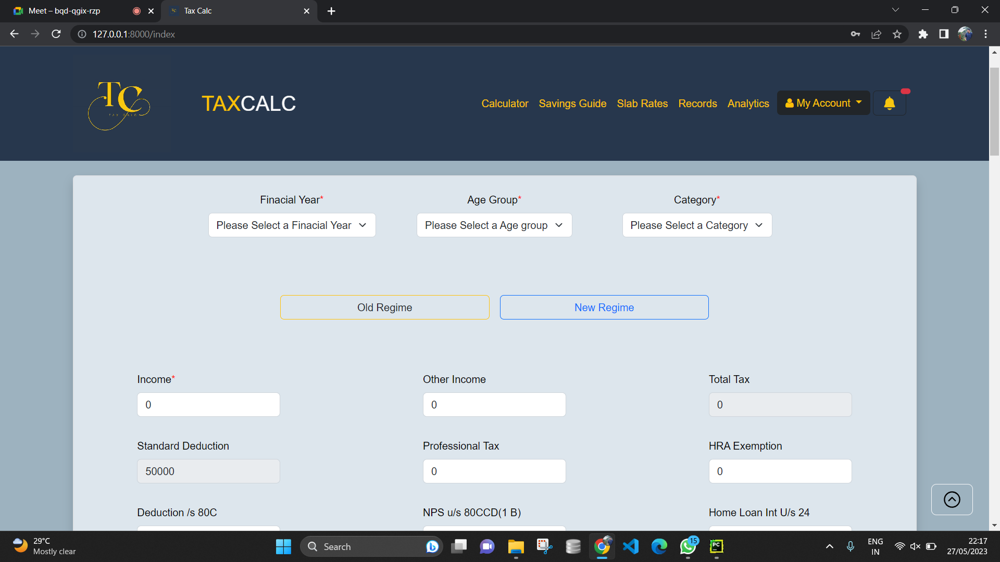 Meet – bqd-qgix-rzp
Tax Calc
127.0.0.1:8000/index
TC
TAX CALC
TAXCALC
Calculator
Savings Guide
Slab Rates
Records
Analytics
My Account
Finacial Year*
Age Group*
Category*
Please Select a Finacial Year
Please Select a Age group
Please Select a Category
Old Regime
New Regime
Income*
Other Income
Total Tax
0
0
0
Standard Deduction
Professional Tax
HRA Exemption
50000
0
0
Deduction /s 80C
NPS u/s 80CCD(1 B)
Home Loan Int U/s 24
29°C
Mostly clear
Search
15
PC
ENG
IN
22:17
27/05/2023